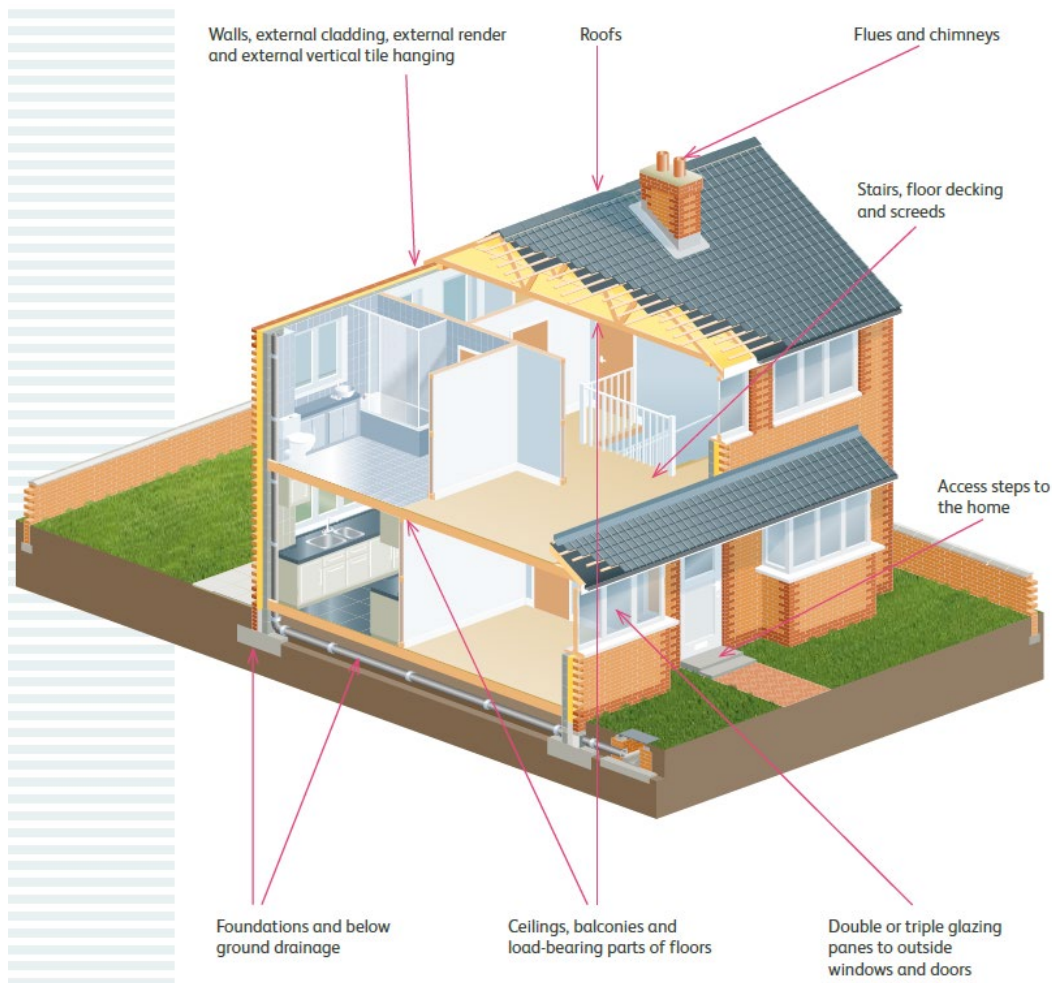 Walls, external cladding, external render
and external vertical tile hanging
Roofs
Flues and chimneys
Stairs, floor decking
and screeds
Access steps to
the home
Foundations and below
ground drainage
Ceilings, balconies and
load-bearing parts of floors
Double or triple glazing
panes to outside
windows and doors